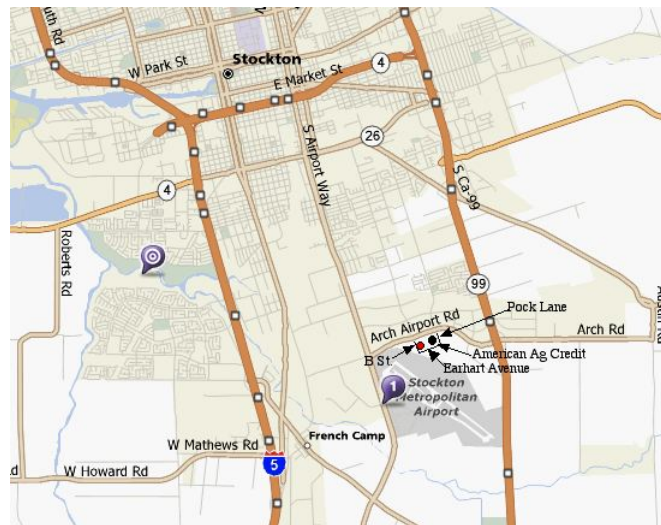 outh Rd
W Park St
Stockton
E Market St
4
26
S Airport Way
S Ca-99
4
Roberts Rd
99
Pock Lane
Arch Airport Rd
Arch Rd
B St.
American Ag Credit
Earhart Avenue
1
Stockton
Metropolitan
Airport
French Camp
W Mathews Rd
5
W Howard Rd